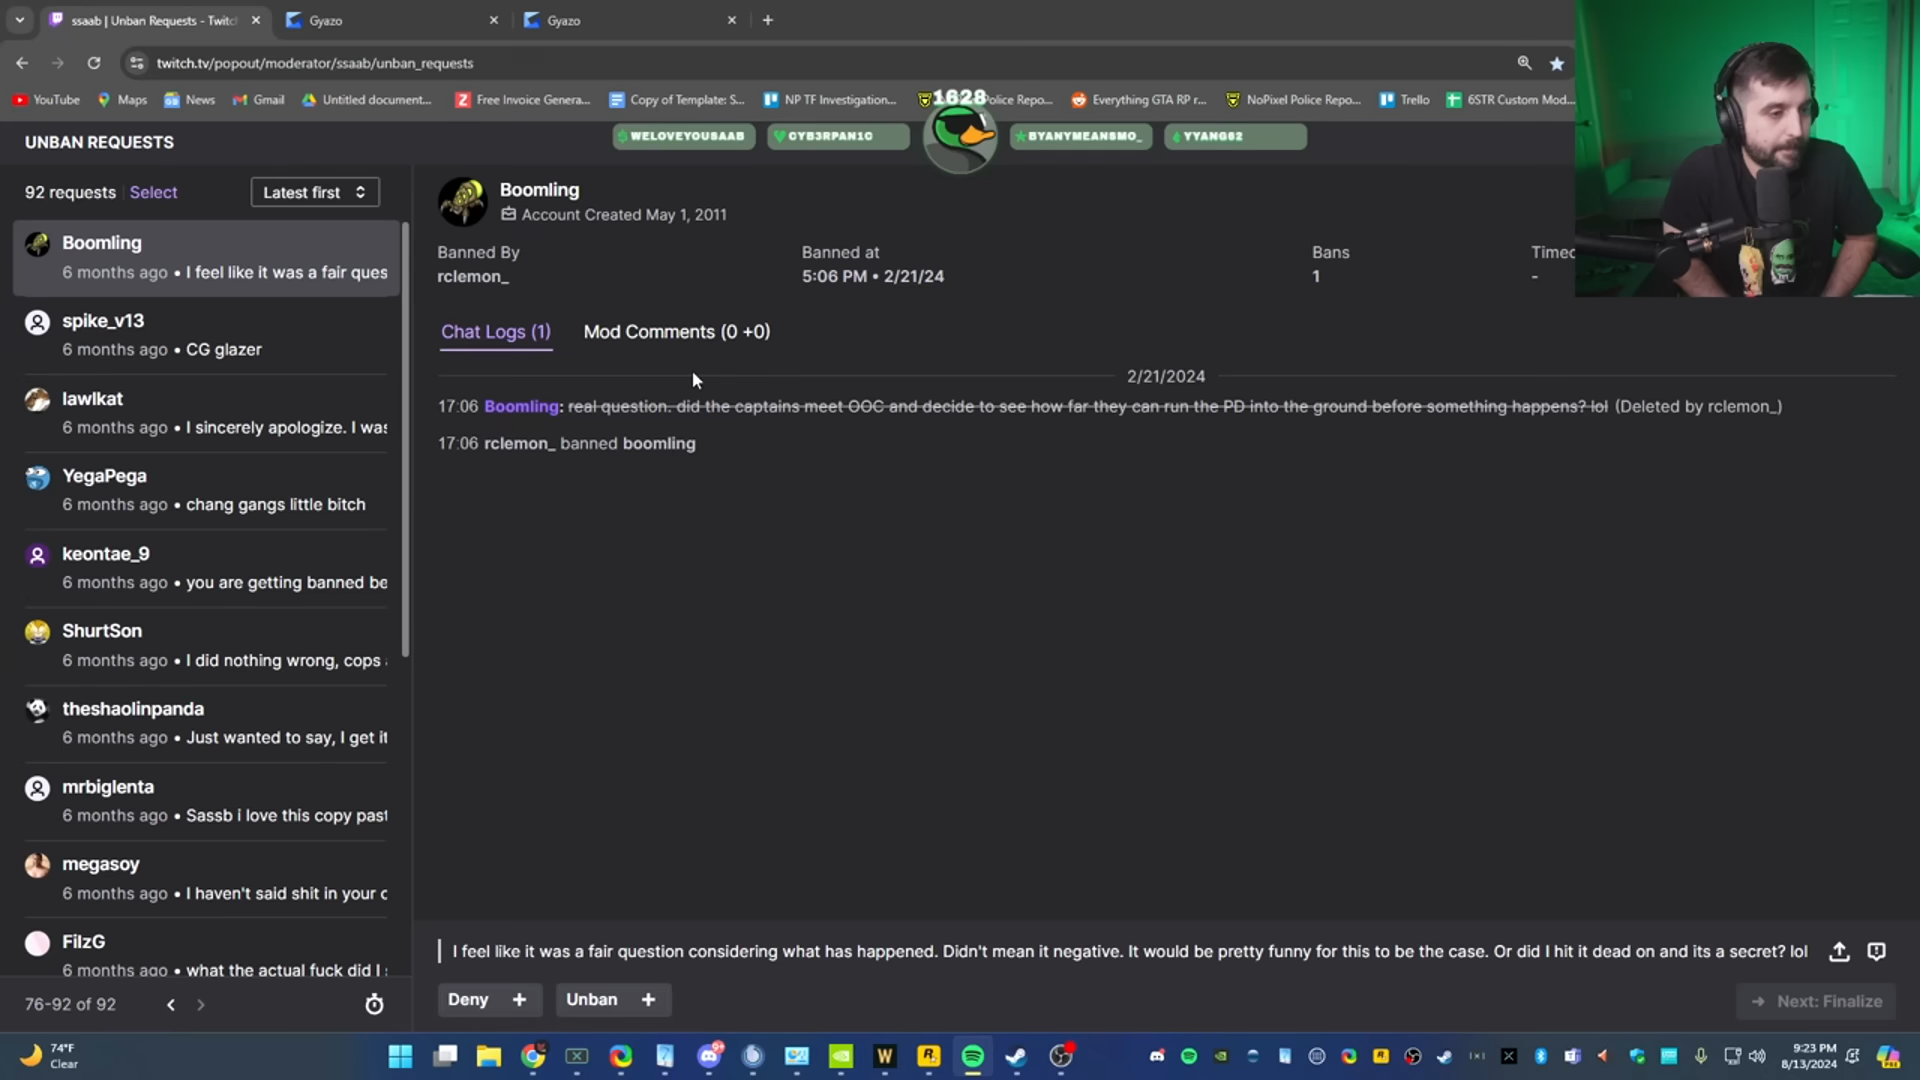 ssaab | Unban Requests - Twitc
Gyazo
Gyazo
twitch.tv/popout/moderator/ssaab/unban_requests
YouTube
Maps
News
Gmail
Untitled document...
Free Invoice Genera...
Copy of Template: S...
NP TF Investigation...
1628
Police Repo...
Everything GTA RP r...
NoPixel Police Repo...
Trello
6STR Custom Mod...
UNBAN REQUESTS
WELOVEYOUSAAB
CYB3RPAN1C
BYANYMEANSMO_
YYANG62
92 requests Select
Latest first
Boomling
6 months ago • I feel like it was a fair ques
spike_v13
6 months ago • CG glazer
lawlkat
6 months ago • I sincerely apologize. I was
YegaPega
6 months ago • chang gangs little bitch
keontae_9
6 months ago • you are getting banned be
ShurtSon
6 months ago • I did nothing wrong, cops
theshaolinpanda
6 months ago • Just wanted to say, I get it
mrbiglenta
6 months ago • Sassb i love this copy past
megasoy
6 months ago • I haven't said shit in your c
FilzG
6 months ago • what the actual fuck did I
76-92 of 92
Boomling
Account Created May 1, 2011
Banned By
rclemon_
Banned at
5:06 PM • 2/21/24
Bans
1
Timec
-
Chat Logs (1)
Mod Comments (0 +0)
2/21/2024
17:06 Boomling: real question. did the captains meet OOC and decide to see how far they can run the PD into the ground before something happens? lol (Deleted by rclemon_)
17:06 rclemon_ banned boomling
I feel like it was a fair question considering what has happened. Didn't mean it negative. It would be pretty funny for this to be the case. Or did I hit it dead on and its a secret? lol
Deny +
Unban +
Next: Finalize
74°F
Clear
9:23 PM
8/13/2024